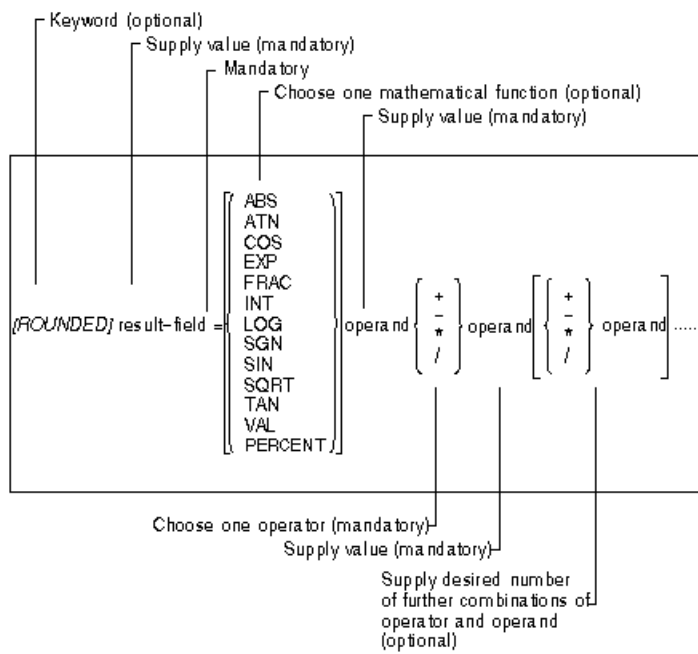 Keyword (optional)
Supply value (mandatory)
Mandatory
Choose one mathematical function (optional)
Supply value (mandatory)
ABS
ATN
COS
EXP
FRAC
INT
LOG
SGN
SIN
SQRT
TAN
VAL
PERCENT
[ROUNDED] result-field = operand { + - * / } operand [ { + - * / } operand ] .....
Choose one operator (mandatory)
Supply value (mandatory)
Supply desired number
of further combinations of
operator and operand
(optional)